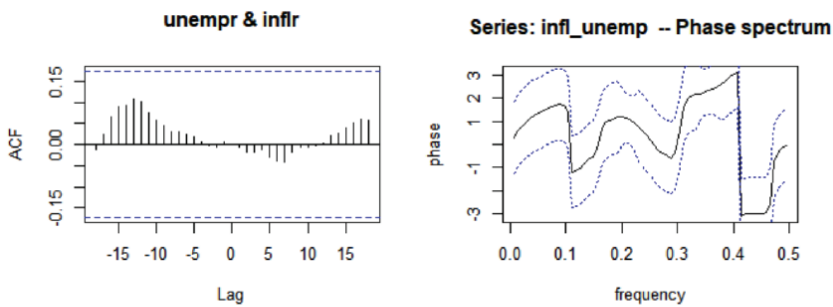 unempr & inflr
ACF
0.15
0.00
-0.15
-15 -10 -5 0 5 10 15
Lag
Series: infl_unemp -- Phase spectrum
phase
3
2
1
-1
-3
0.0 0.1 0.2 0.3 0.4 0.5
frequency